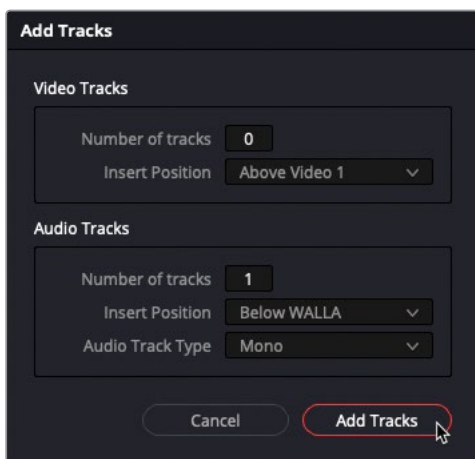 Add Tracks
Video Tracks
Number of tracks 0
Insert Position Above Video 1
Audio Tracks
Number of tracks 1
Insert Position Below WALLA
Audio Track Type Mono
Cancel Add Tracks